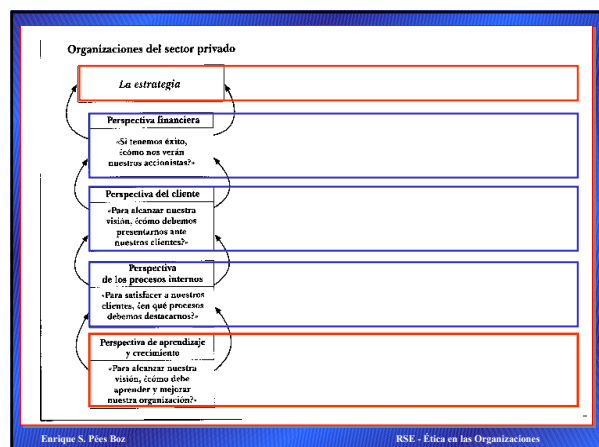 Organizaciones del sector privado
La estrategia
Perspectiva financiera
«Si tenemos éxito,
¿cómo nos verán
nuestros accionistas?»
Perspectiva del cliente
«Para alcanzar nuestra
visión, ¿cómo debemos
presentarnos ante
nuestros clientes?»
Perspectiva
de los procesos internos
«Para satisfacer a nuestros
clientes, ¿en qué procesos
debemos destacarnos?»
Perspectiva de aprendizaje
y crecimiento
«Para alcanzar nuestra
visión, ¿cómo debe
aprender y mejorar
nuestra organización?»
Enrique S. Pées Boz
RSE - Ética en las Organizaciones